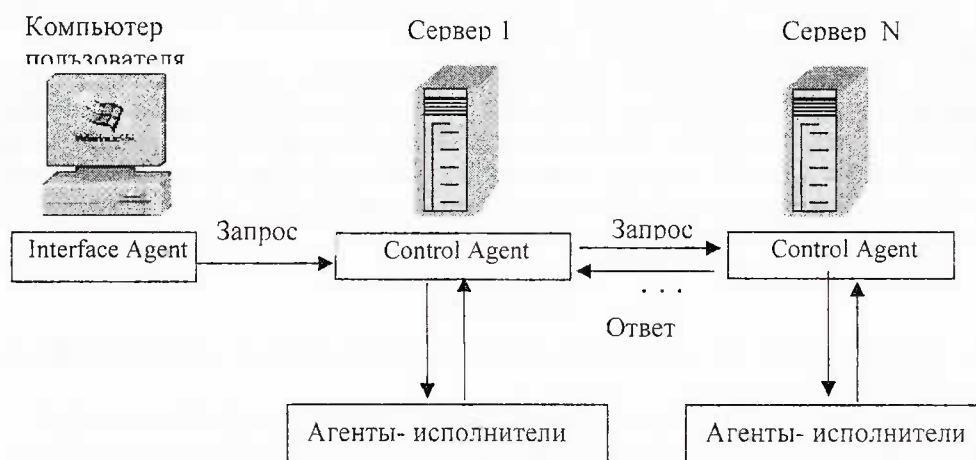 Компьютер
пользователя
Сервер 1
Сервер N
Interface Agent
Запрос
Control Agent
Запрос
Control Agent
. . .
Ответ
Агенты- исполнители
Агенты- исполнители